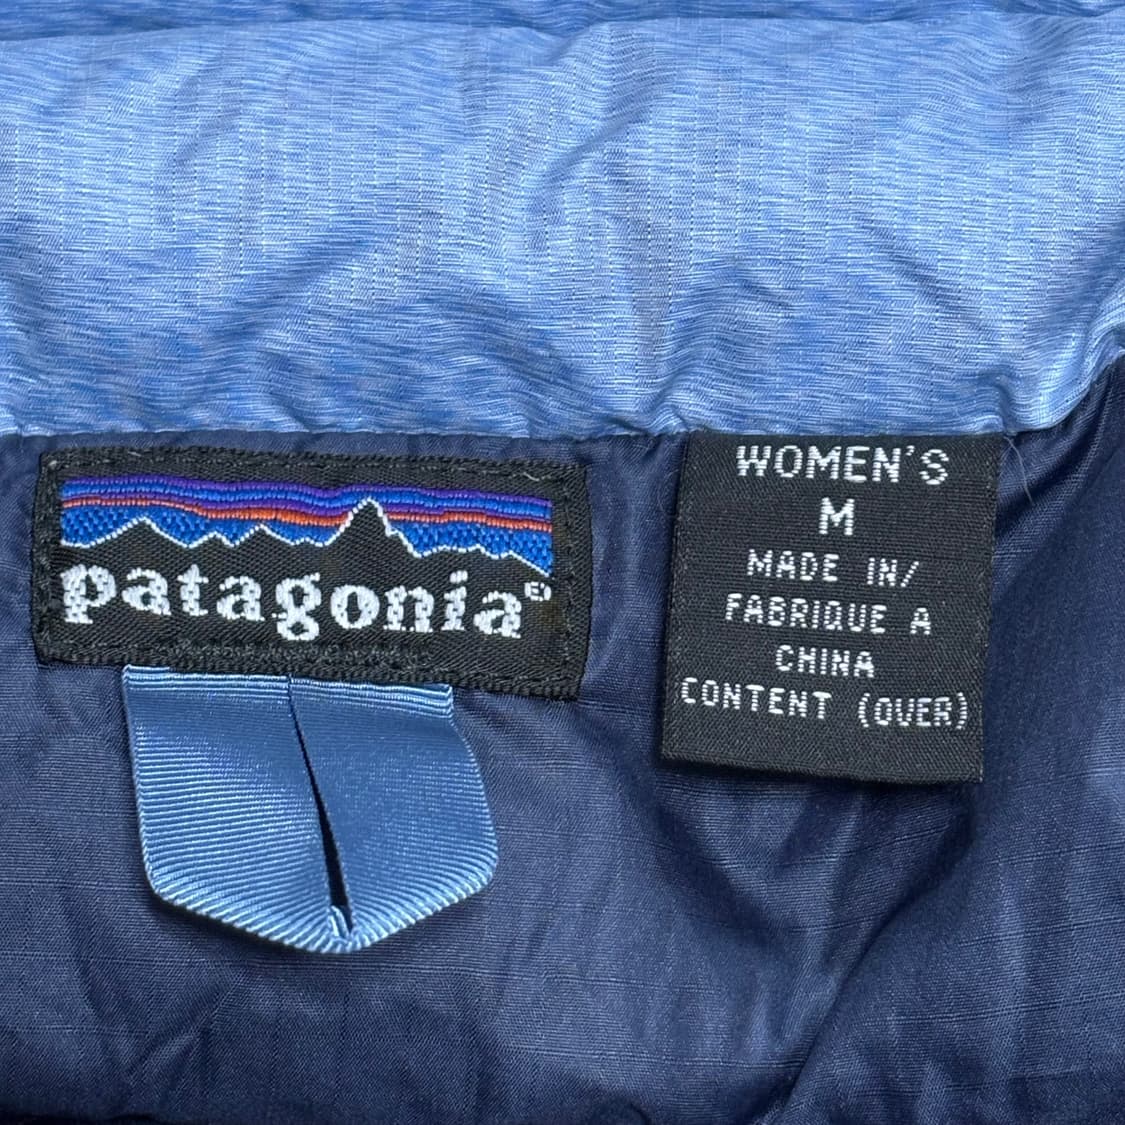 patagonia®
WOMEN'S
M
MADE IN/
FABRIQUE A
CHINA
CONTENT (OVER)